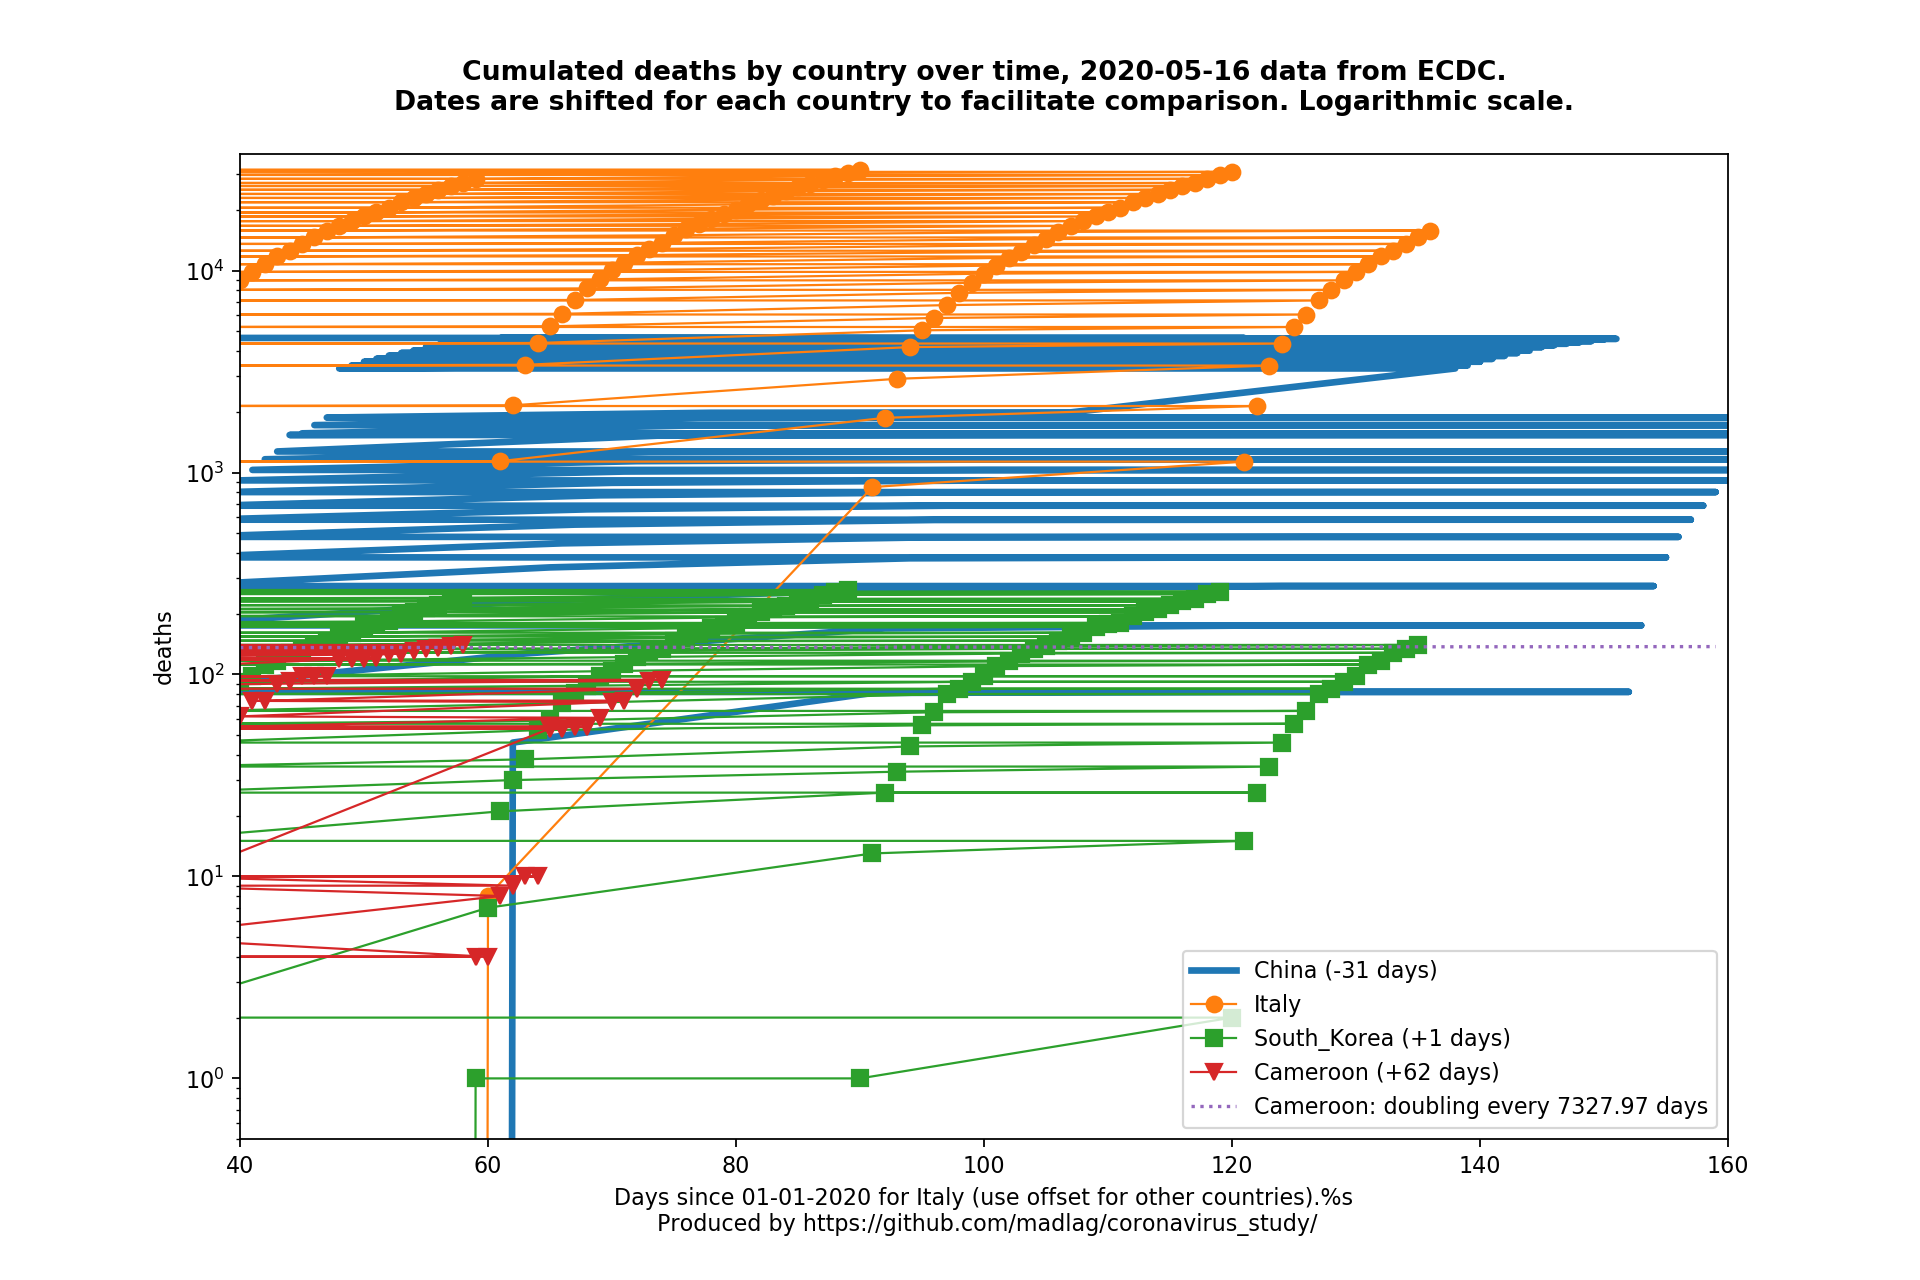 Cumulated deaths by country over time, 2020-05-16 data from ECDC.
Dates are shifted for each country to facilitate comparison. Logarithmic scale.
deaths
10^4
10^3
10^2
10^1
10^0
40 60 80 100 120 140 160
China (-31 days)
Italy
South_Korea (+1 days)
Cameroon (+62 days)
Cameroon: doubling every 7327.97 days
Days since 01-01-2020 for Italy (use offset for other countries).%s
Produced by https://github.com/madlag/coronavirus_study/